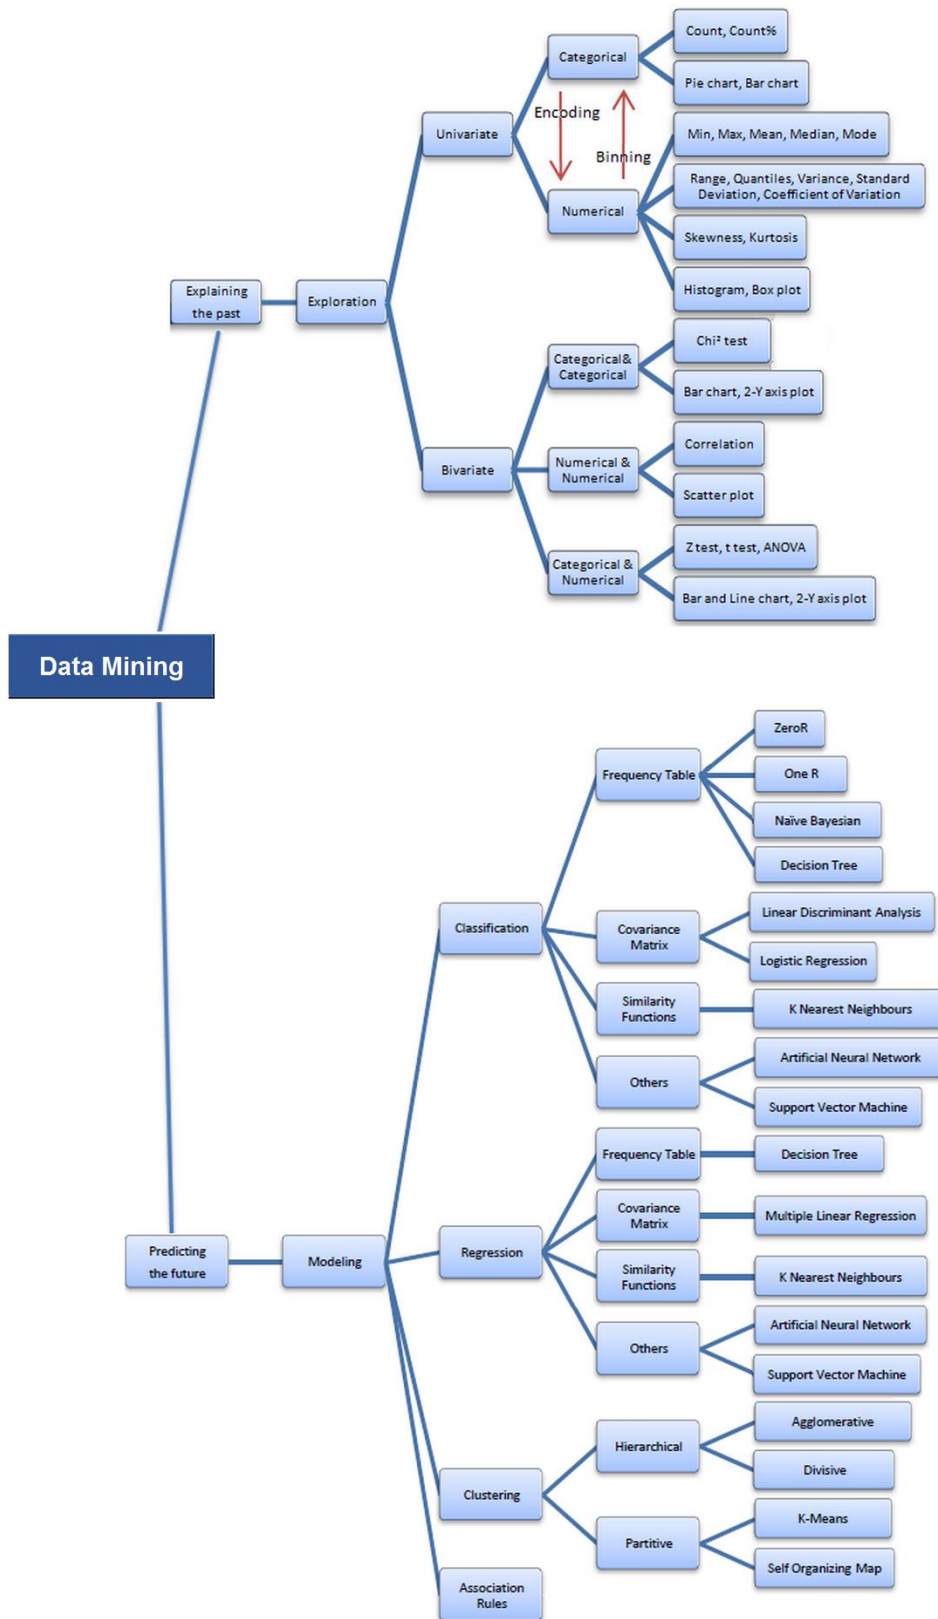 Count, Count%
Categorical
Pie chart, Bar chart
Encoding
Univariate
Min, Max, Mean, Median, Mode
Binning
Range, Quantiles, Variance, Standard
Deviation, Coefficient of Variation
Numerical
Skewness, Kurtosis
Histogram, Box plot
Explaining
the past
Exploration
Chi² test
Categorical&
Categorical
Bar chart, 2-Y axis plot
Correlation
Bivariate
Numerical &
Numerical
Scatter plot
Z test, t test, ANOVA
Categorical &
Numerical
Bar and Line chart, 2-Y axis plot
Data Mining
ZeroR
Frequency Table
One R
Naïve Bayesian
Decision Tree
Classification
Linear Discriminant Analysis
Covariance
Matrix
Logistic Regression
Similarity
Functions
K Nearest Neighbours
Artificial Neural Network
Others
Support Vector Machine
Frequency Table
Decision Tree
Covariance
Matrix
Multiple Linear Regression
Predicting
the future
Modeling
Regression
Similarity
Functions
K Nearest Neighbours
Artificial Neural Network
Others
Support Vector Machine
Agglomerative
Hierarchical
Divisive
Clustering
K-Means
Partitive
Self Organizing Map
Association
Rules